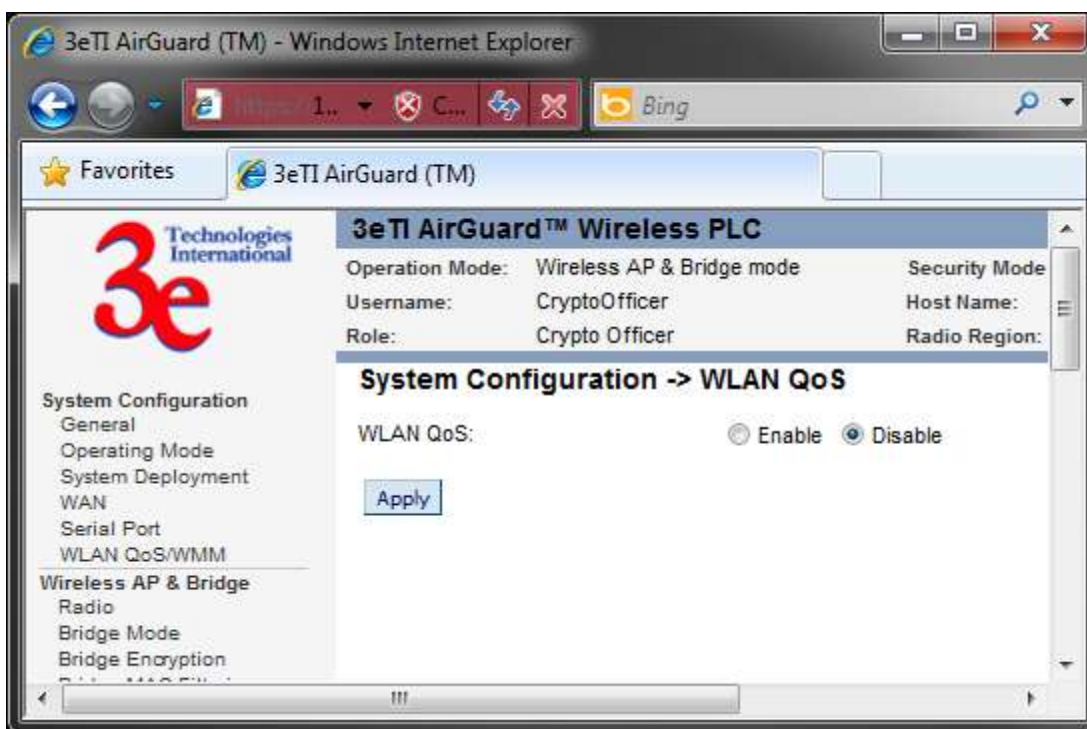 3eTI AirGuard (TM) - Windows Internet Explorer
1.. C... Bing
Favorites 3eTI AirGuard (TM)
3e Technologies International
3eTI AirGuard™ Wireless PLC
Operation Mode: Wireless AP & Bridge mode Security Mode
Username: CryptoOfficer Host Name:
Role: Crypto Officer Radio Region:
System Configuration
General
Operating Mode
System Deployment
WAN
Serial Port
WLAN QoS/WMM
Wireless AP & Bridge
Radio
Bridge Mode
Bridge Encryption
System Configuration -> WLAN QoS
WLAN QoS: Enable Disable
Apply